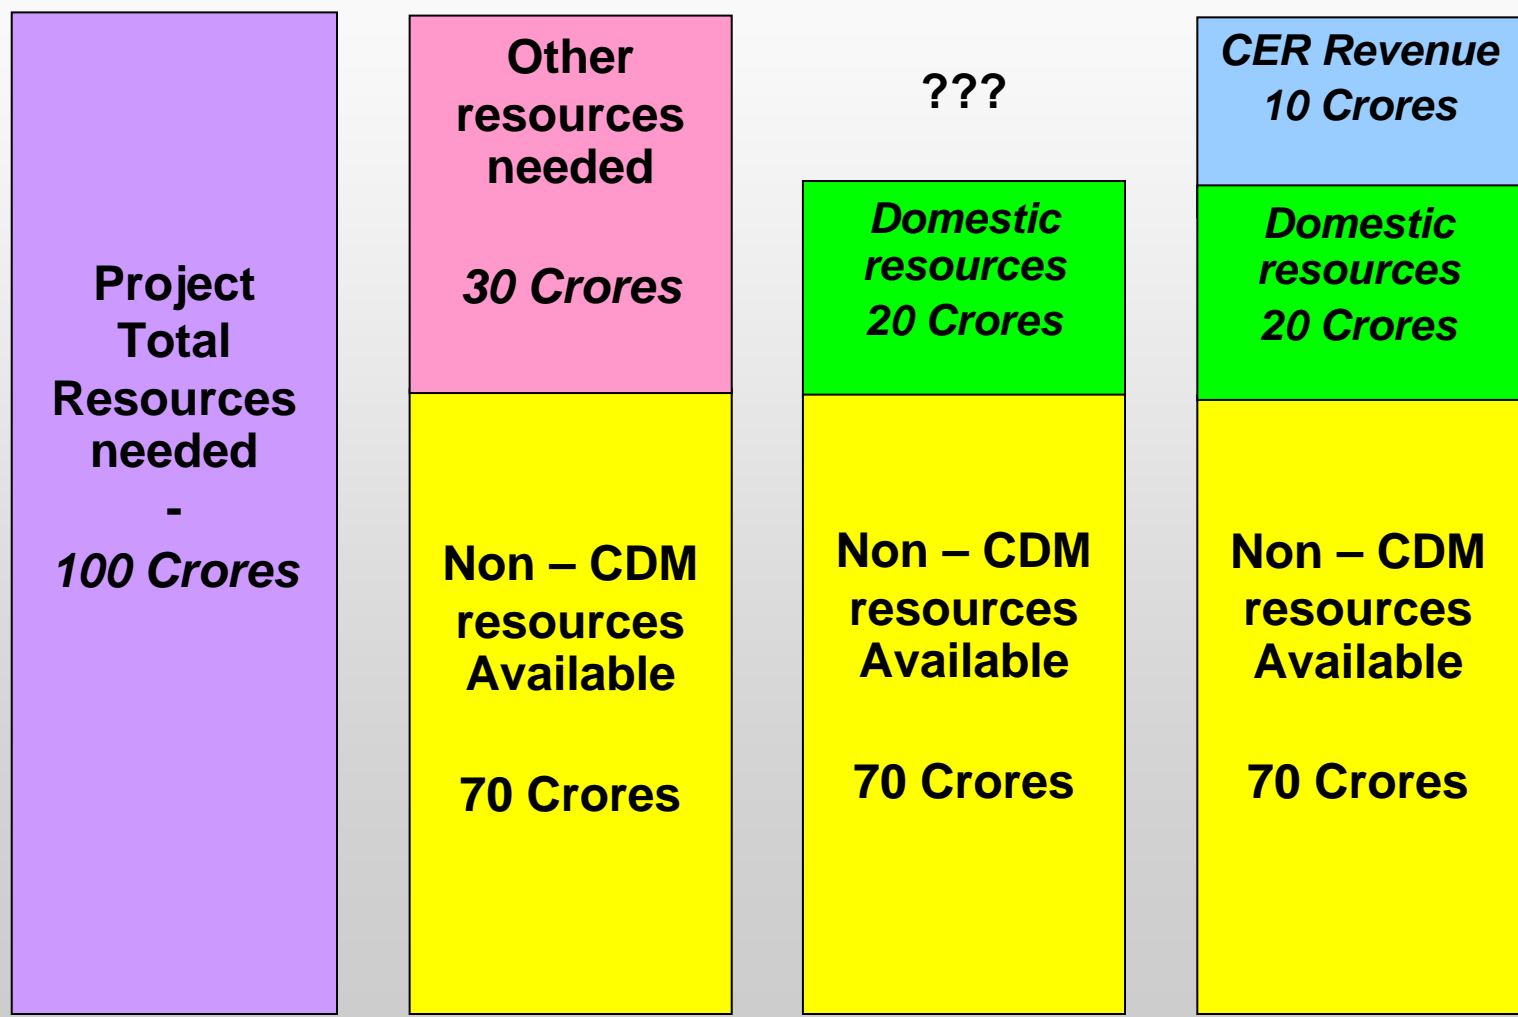 Project
Total
Resources
needed
-
100 Crores
Other
resources
needed
30 Crores
Non – CDM
resources
Available
70 Crores
???
Domestic
resources
20 Crores
Non – CDM
resources
Available
70 Crores
CER Revenue
10 Crores
Domestic
resources
20 Crores
Non – CDM
resources
Available
70 Crores